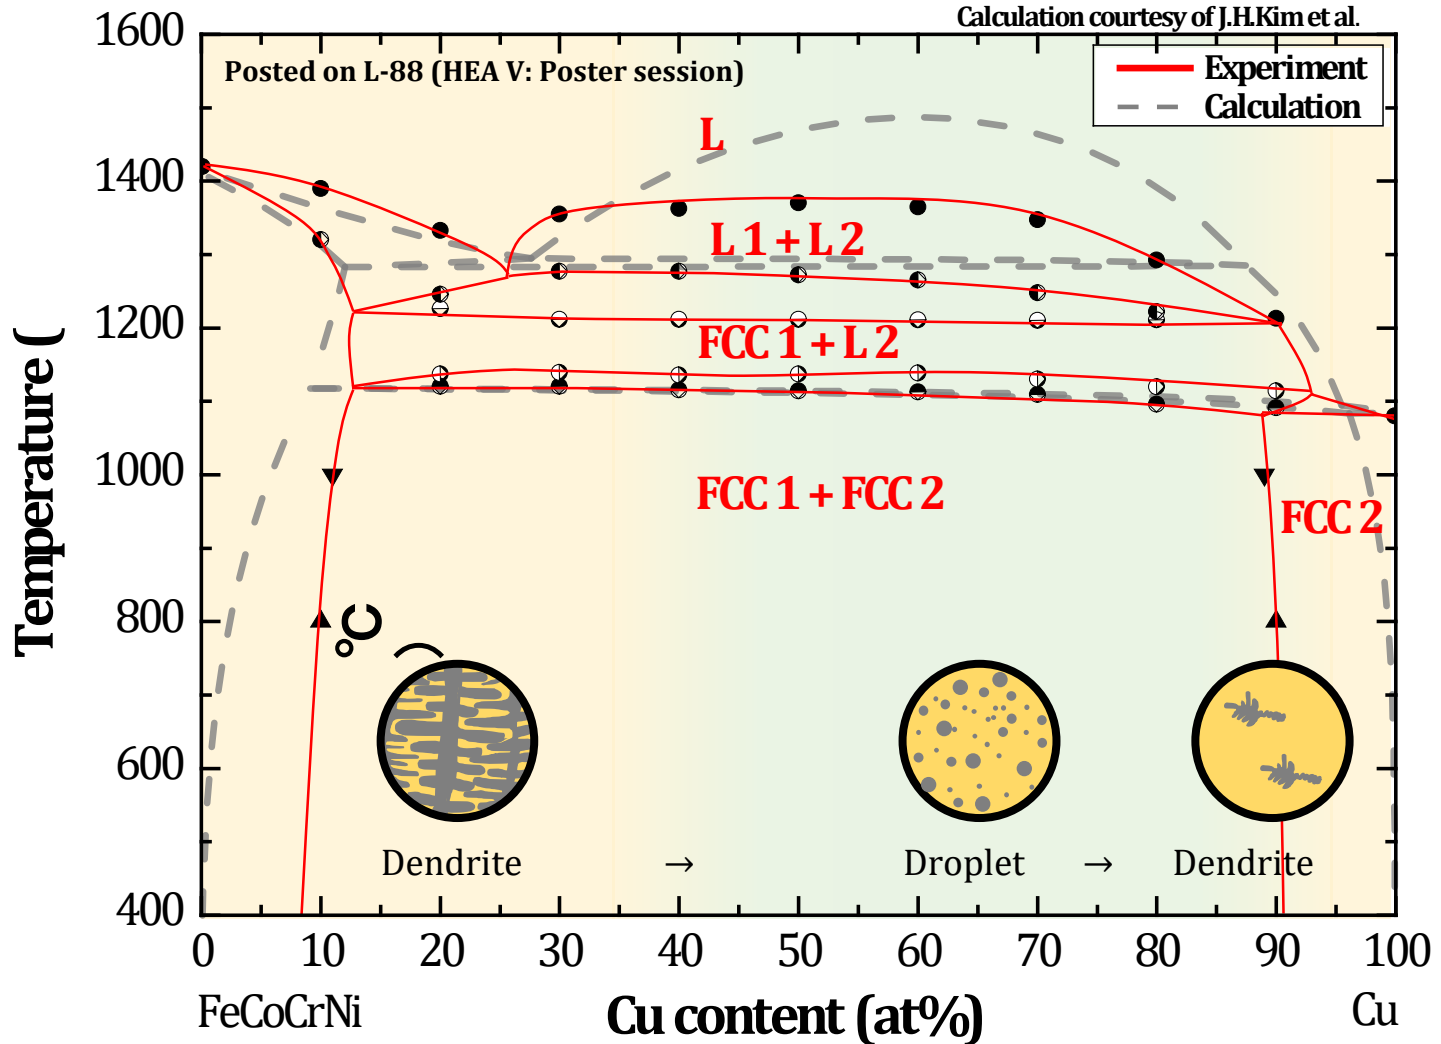 Calculation courtesy of J.H.Kim et al.
1600
Posted on L-88 (HEA V: Poster session)
Experiment
Calculation
L
1400
L 1 + L 2
1200
FCC 1 + L 2
1000
FCC 1 + FCC 2
FCC 2
800
600
400
Temperature (°C)
Dendrite → Droplet → Dendrite
0 10 20 30 40 50 60 70 80 90 100
FeCoCrNi Cu content (at%) Cu